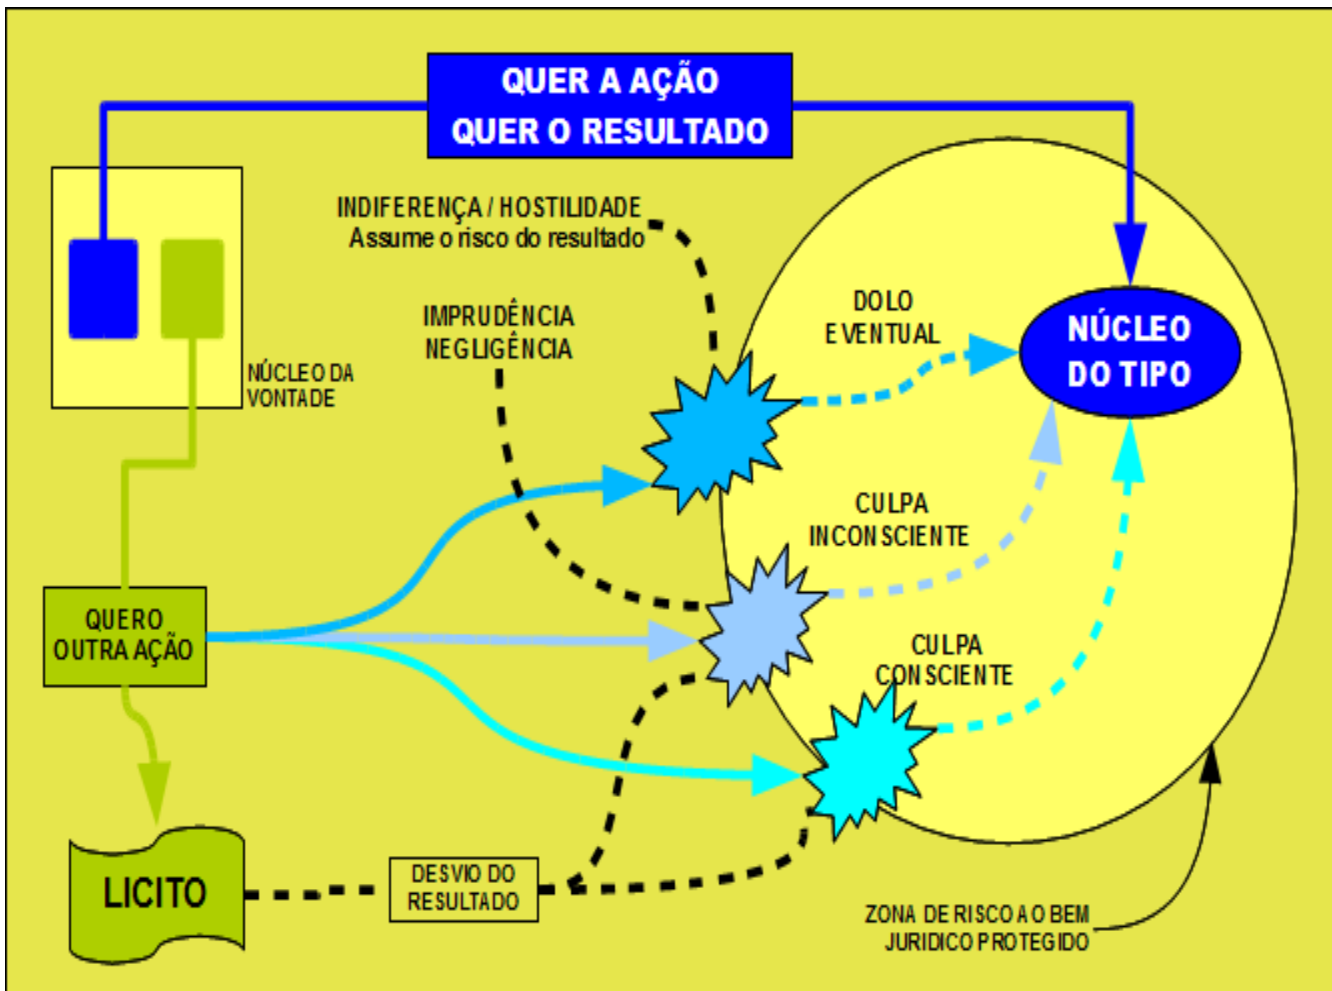 QUER A AÇÃO
QUER O RESULTADO
INDIFERENÇA / HOSTILIDADE
Assume o risco do resultado
IMPRUDÊNCIA
NEGLIGÊNCIA
NÚCLEO DA
VONTADE
DOLO
EVENTUAL
NÚCLEO
DO TIPO
CULPA
INCONSCIENTE
QUERO
OUTRA AÇÃO
CULPA
CONSCIENTE
LICITO
DESVIO DO
RESULTADO
ZONA DE RISCO AO BEM
JURIDICO PROTEGIDO